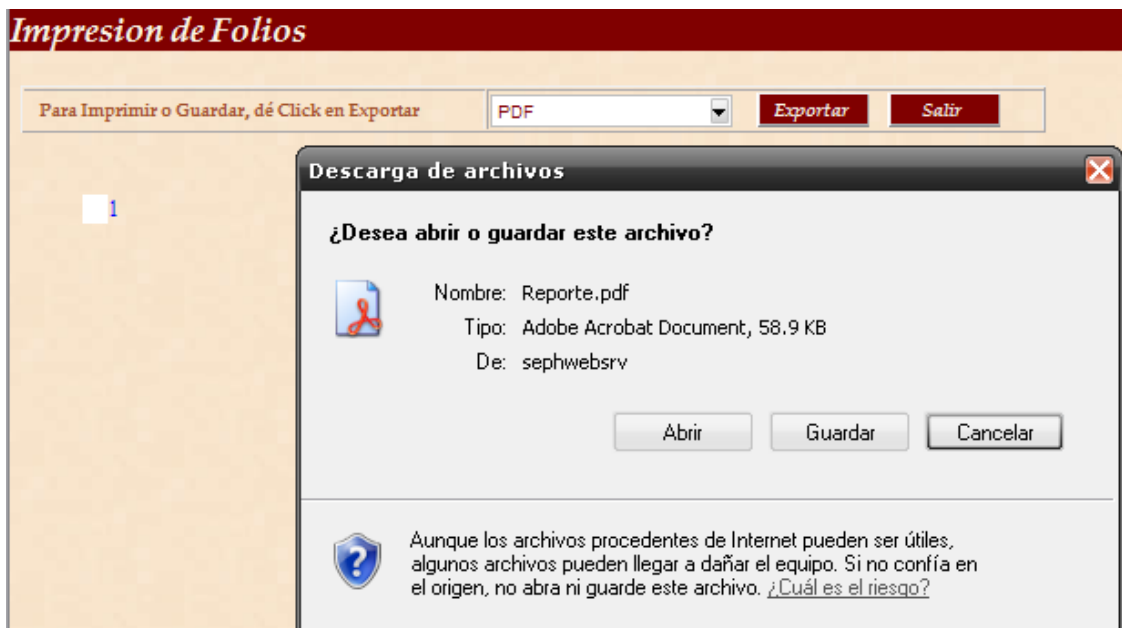 Impresion de Folios
Para Imprimir o Guardar, dé Click en Exportar
PDF
Exportar
Salir
1
Descarga de archivos
¿Desea abrir o guardar este archivo?
Nombre: Reporte.pdf
Tipo: Adobe Acrobat Document, 58.9 KB
De: sephwebsrv
Abrir
Guardar
Cancelar
Aunque los archivos procedentes de Internet pueden ser útiles,
algunos archivos pueden llegar a dañar el equipo. Si no confía en
el origen, no abra ni guarde este archivo. ¿Cuál es el riesgo?